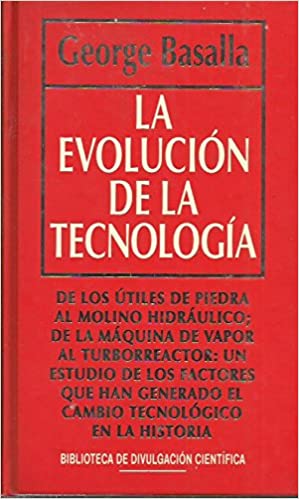 George Basalla
LA
EVOLUCIÓN
DE LA
TECNOLOGÍA
DE LOS ÚTILES DE PIEDRA
AL MOLINO HIDRÁULICO;
DE LA MÁQUINA DE VAPOR
AL TURBORREACTOR: UN
ESTUDIO DE LOS FACTORES
QUE HAN GENERADO EL
CAMBIO TECNOLÓGICO
EN LA HISTORIA
BIBLIOTECA DE DIVULGACIÓN CIENTÍFICA